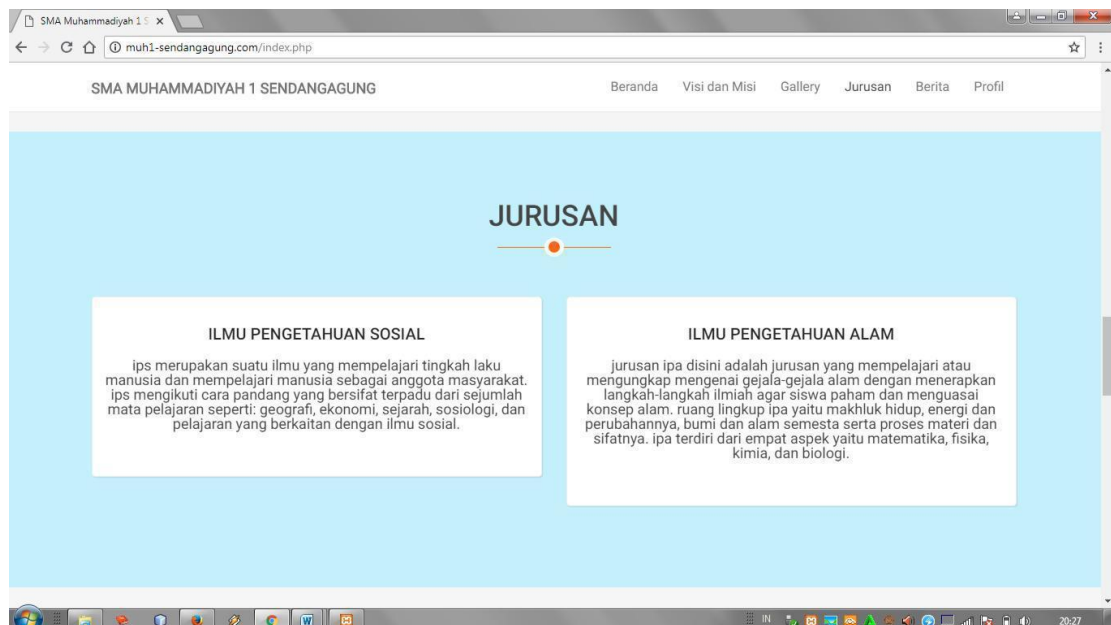 SMA Muhammadiyah 1 S
muh1-sendangagung.com/index.php
SMA MUHAMMADIYAH 1 SENDANGAGUNG
Beranda Visi dan Misi Gallery Jurusan Berita Profil
JURUSAN
ILMU PENGETAHUAN SOSIAL
ips merupakan suatu ilmu yang mempelajari tingkah laku
manusia dan mempelajari manusia sebagai anggota masyarakat.
ips mengikuti cara pandang yang bersifat terpadu dari sejumlah
mata pelajaran seperti: geografi, ekonomi, sejarah, sosiologi, dan
pelajaran yang berkaitan dengan ilmu sosial.
ILMU PENGETAHUAN ALAM
jurusan ipa disini adalah jurusan yang mempelajari atau
mengungkap mengenai gejala-gejala alam dengan menerapkan
langkah-langkah ilmiah agar siswa paham dan menguasai
konsep alam. ruang lingkup ipa yaitu makhluk hidup, energi dan
perubahannya, bumi dan alam semesta serta proses materi dan
sifatnya. ipa terdiri dari empat aspek yaitu matematika, fisika,
kimia, dan biologi.
IN
20:27